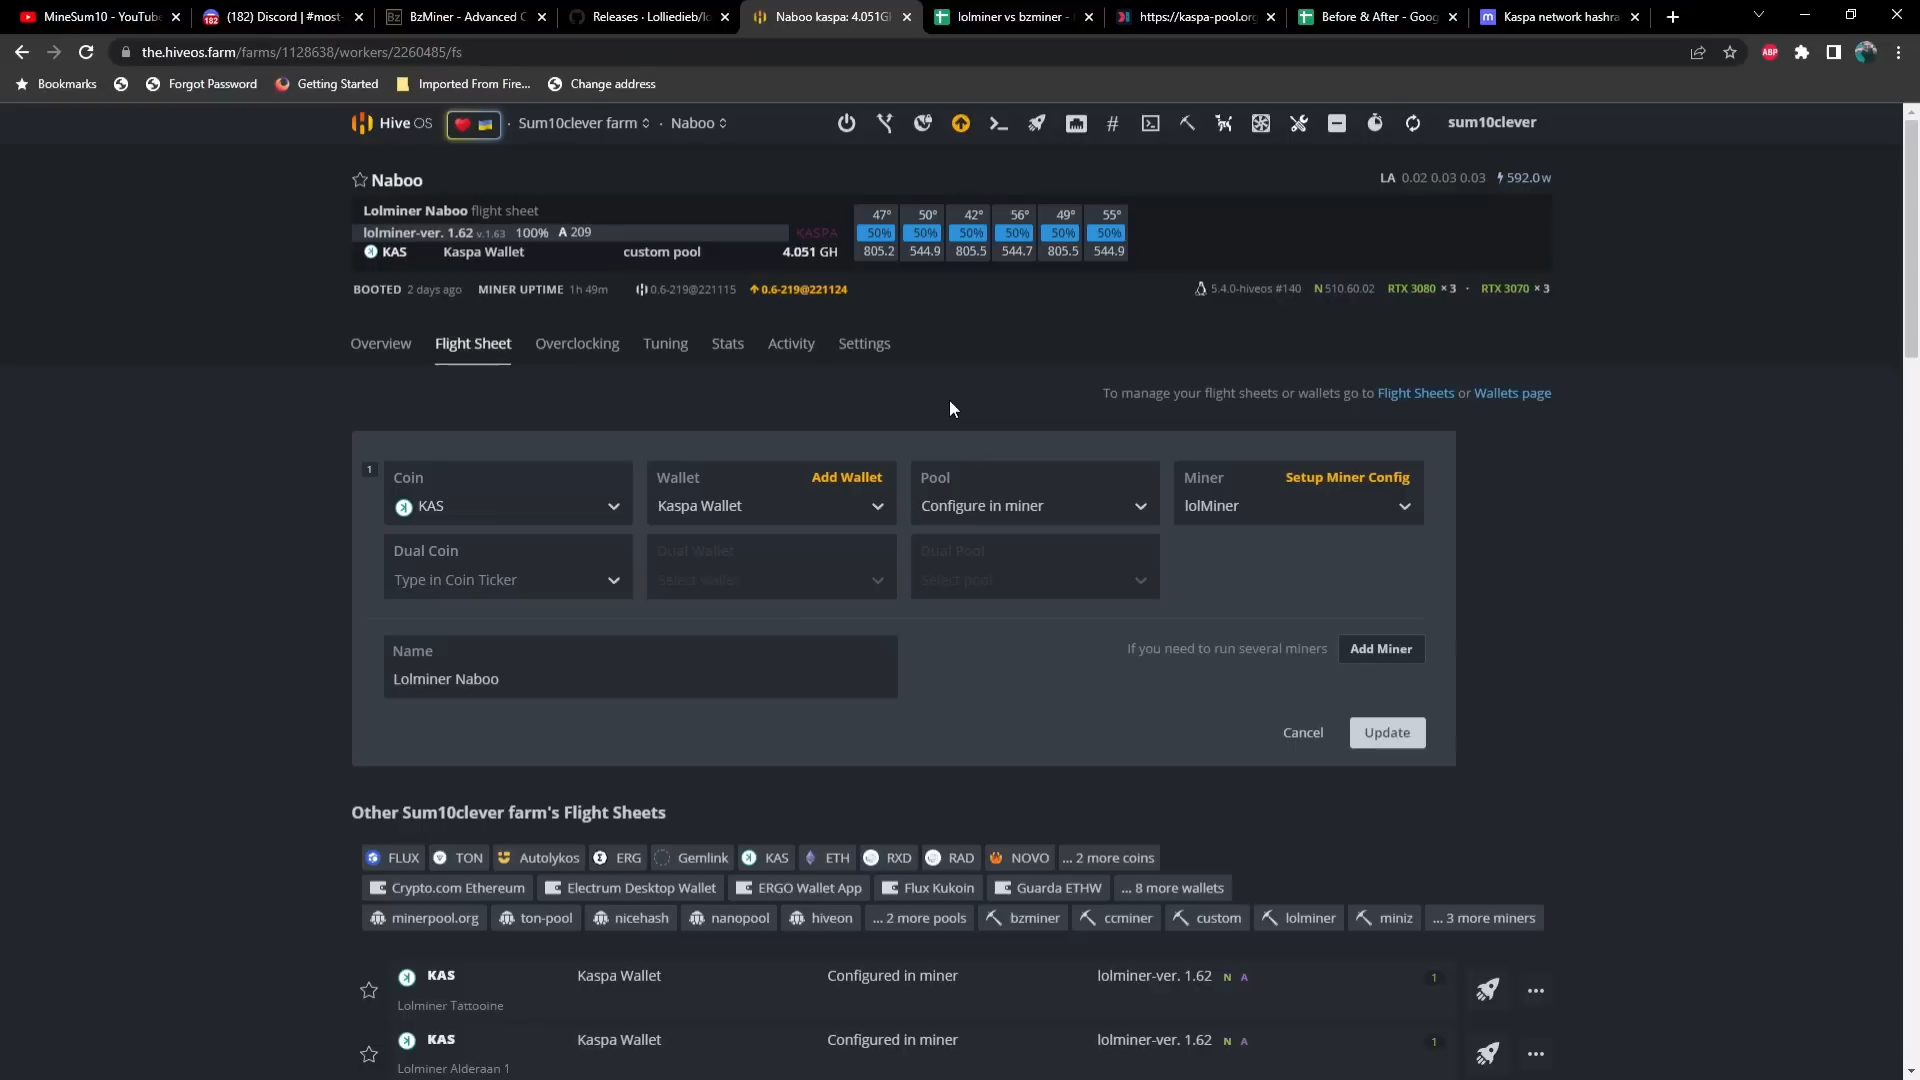 MineSum10 - YouTube
(182) Discord | #most-
BzMiner - Advanced C
Releases · Lolliedieb/lo
Naboo kaspa: 4.051G
lolminer vs bzminer -
https://kaspa-pool.org
Before & After - Goog
Kaspa network hashra
the.hiveos.farm/farms/1128638/workers/2260485/fs
Bookmarks
Forgot Password
Getting Started
Imported From Fire...
Change address
Hive OS · Sum10clever farm · Naboo
sum10clever
Naboo
LA 0.02 0.03 0.03 592.0 w
Lolminer Naboo flight sheet
47° 50° 42° 56° 49° 55°
lolminer-ver. 1.62 v.1.63 100% A 209 KASPA
50% 50% 50% 50% 50% 50%
KAS Kaspa Wallet custom pool 4.051 GH
805.2 544.9 805.5 544.7 805.5 544.9
BOOTED 2 days ago MINER UPTIME 1h 49m 0.6-219@221115 0.6-219@221124
5.4.0-hiveos #140 N 510.60.02 RTX 3080 ×3 · RTX 3070 ×3
Overview Flight Sheet Overclocking Tuning Stats Activity Settings
To manage your flight sheets or wallets go to Flight Sheets or Wallets page
1
Coin
KAS
Wallet Add Wallet
Kaspa Wallet
Pool
Configure in miner
Miner Setup Miner Config
lolMiner
Dual Coin
Type in Coin Ticker
Dual Wallet
Select wallet
Dual Pool
Select pool
Name
Lolminer Naboo
If you need to run several miners Add Miner
Cancel Update
Other Sum10clever farm's Flight Sheets
FLUX TON Autolykos ERG Gemlink KAS ETH RXD RAD NOVO ... 2 more coins
Crypto.com Ethereum Electrum Desktop Wallet ERGO Wallet App Flux Kukoin Guarda ETHW ... 8 more wallets
minerpool.org ton-pool nicehash nanopool hiveon ... 2 more pools bzminer ccminer custom lolminer miniz ... 3 more miners
KAS Kaspa Wallet Configured in miner lolminer-ver. 1.62 N A 1
Lolminer Tattooine
KAS Kaspa Wallet Configured in miner lolminer-ver. 1.62 N A 1
Lolminer Alderaan 1